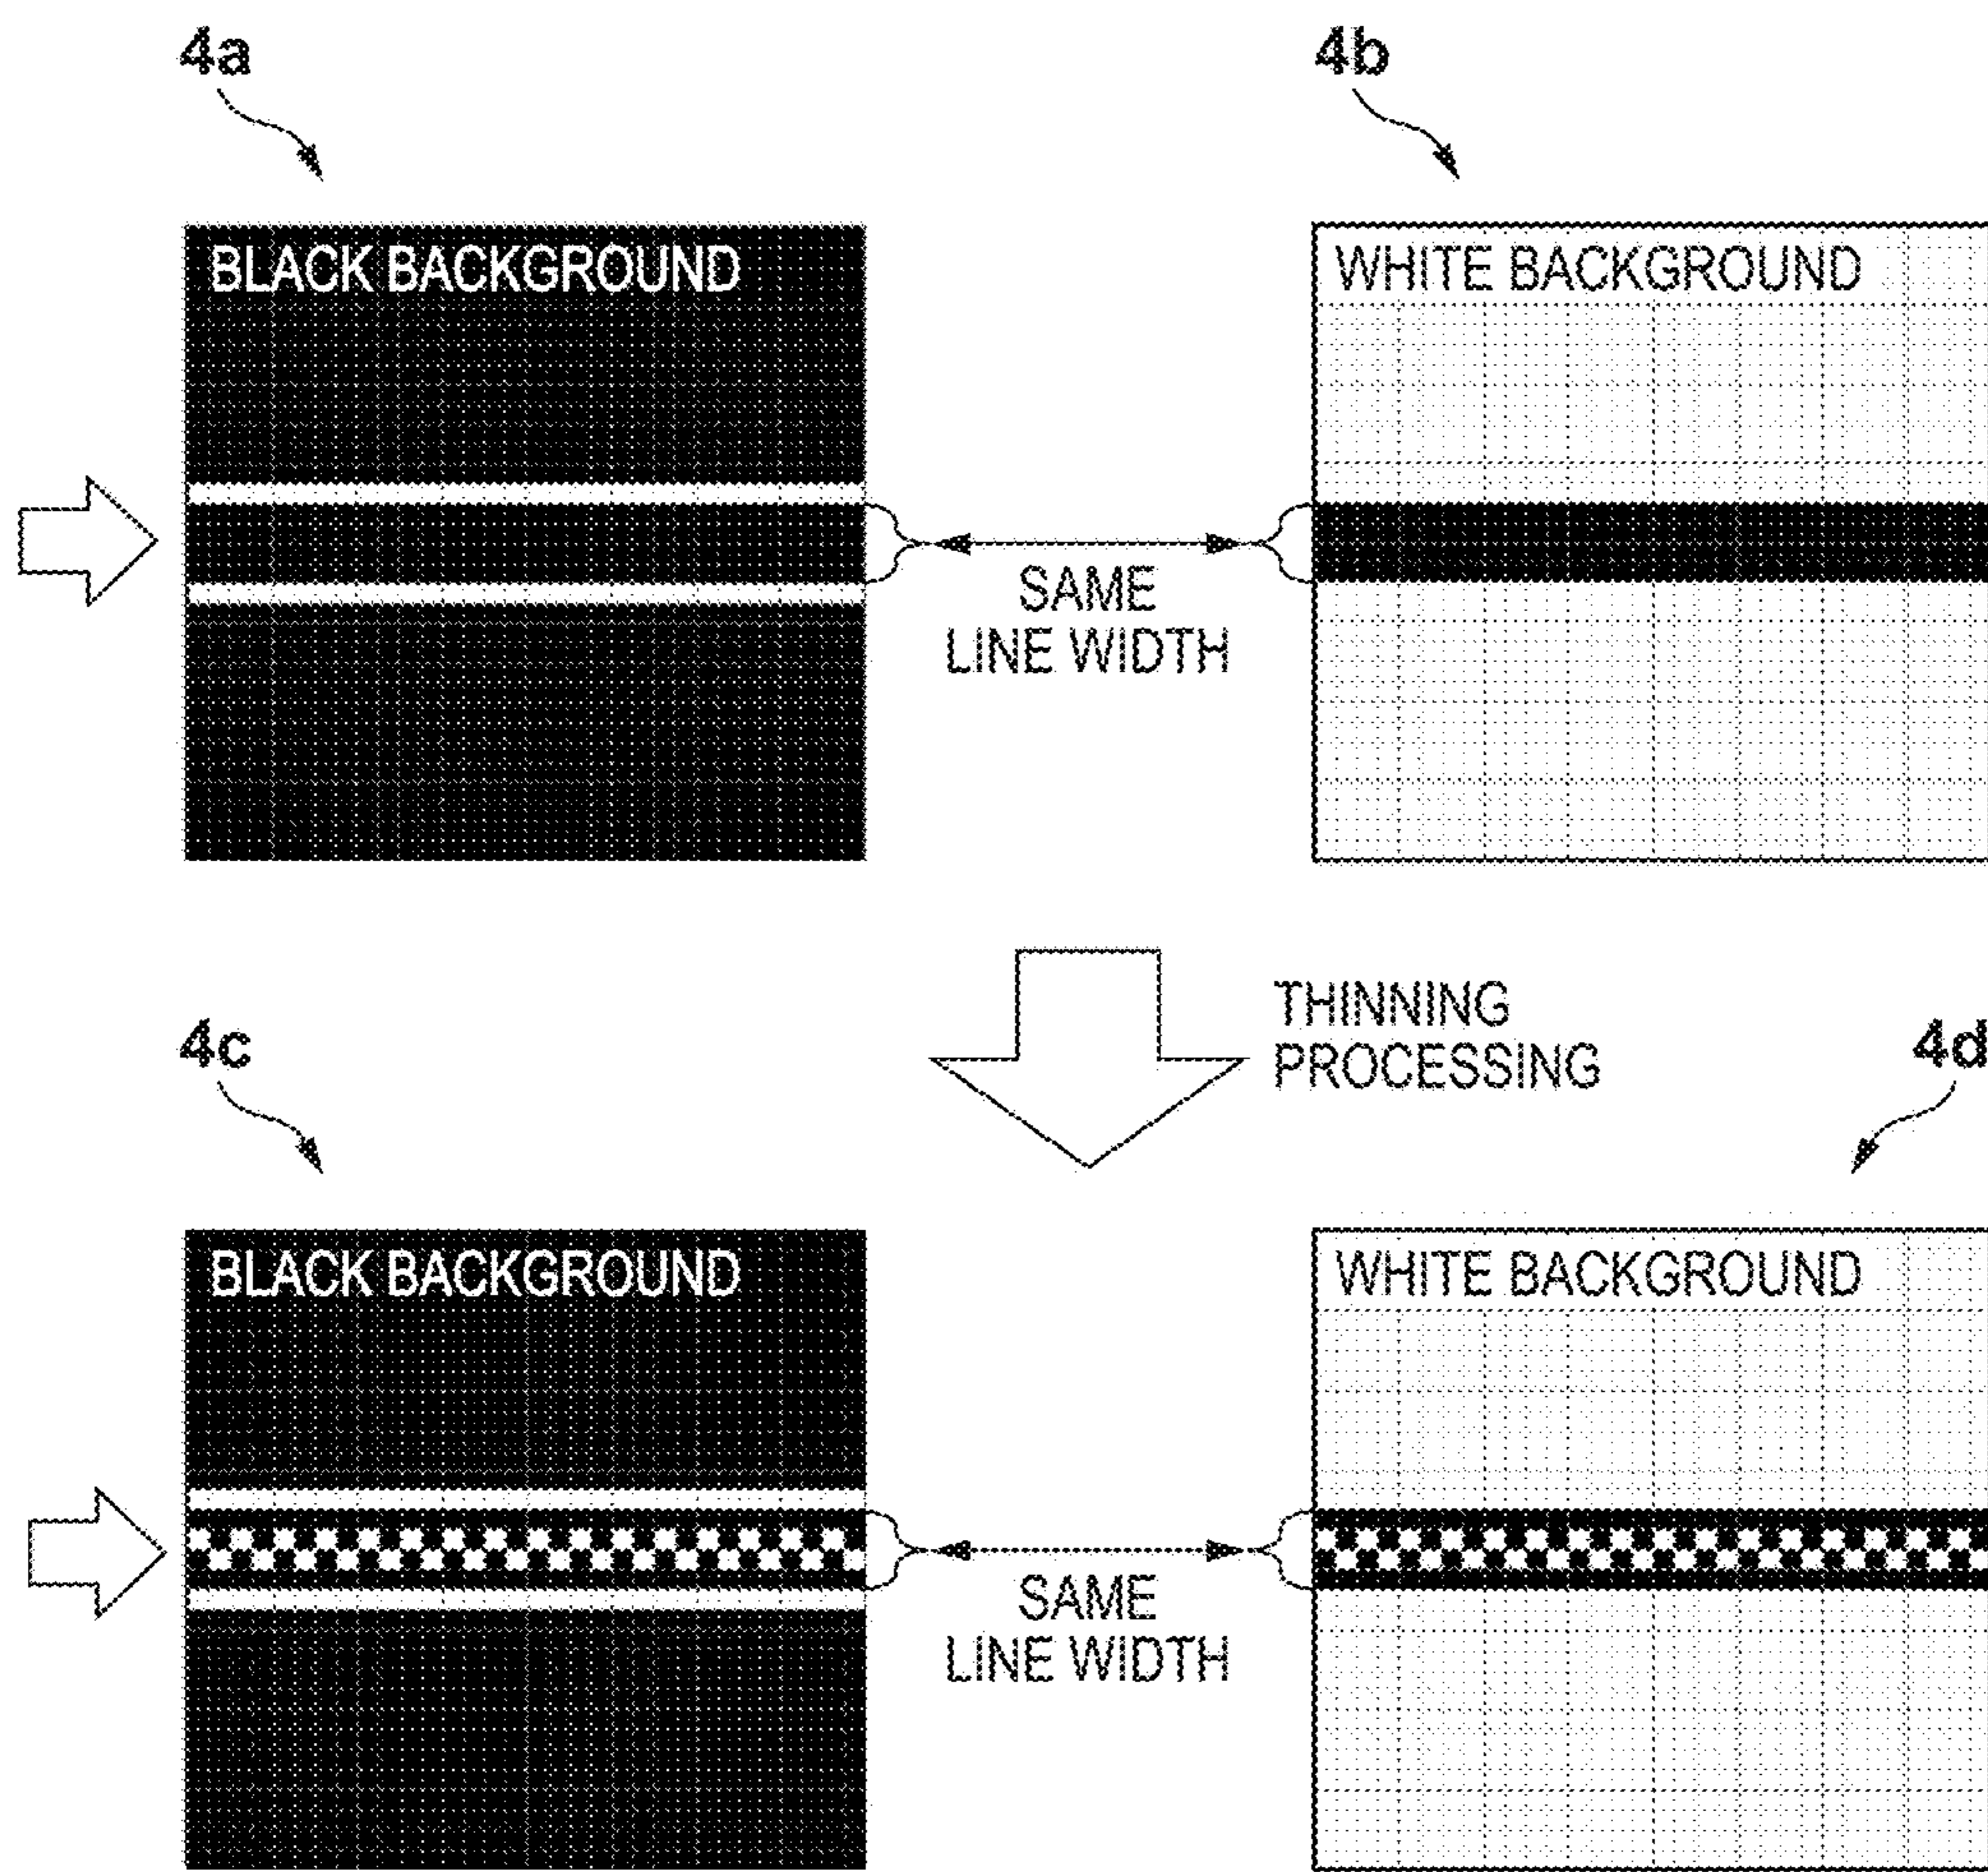 4a
4b
BLACK BACKGROUND
WHITE BACKGROUND
SAME
LINE WIDTH
THINNING
PROCESSING
4c
4d
BLACK BACKGROUND
WHITE BACKGROUND
SAME
LINE WIDTH